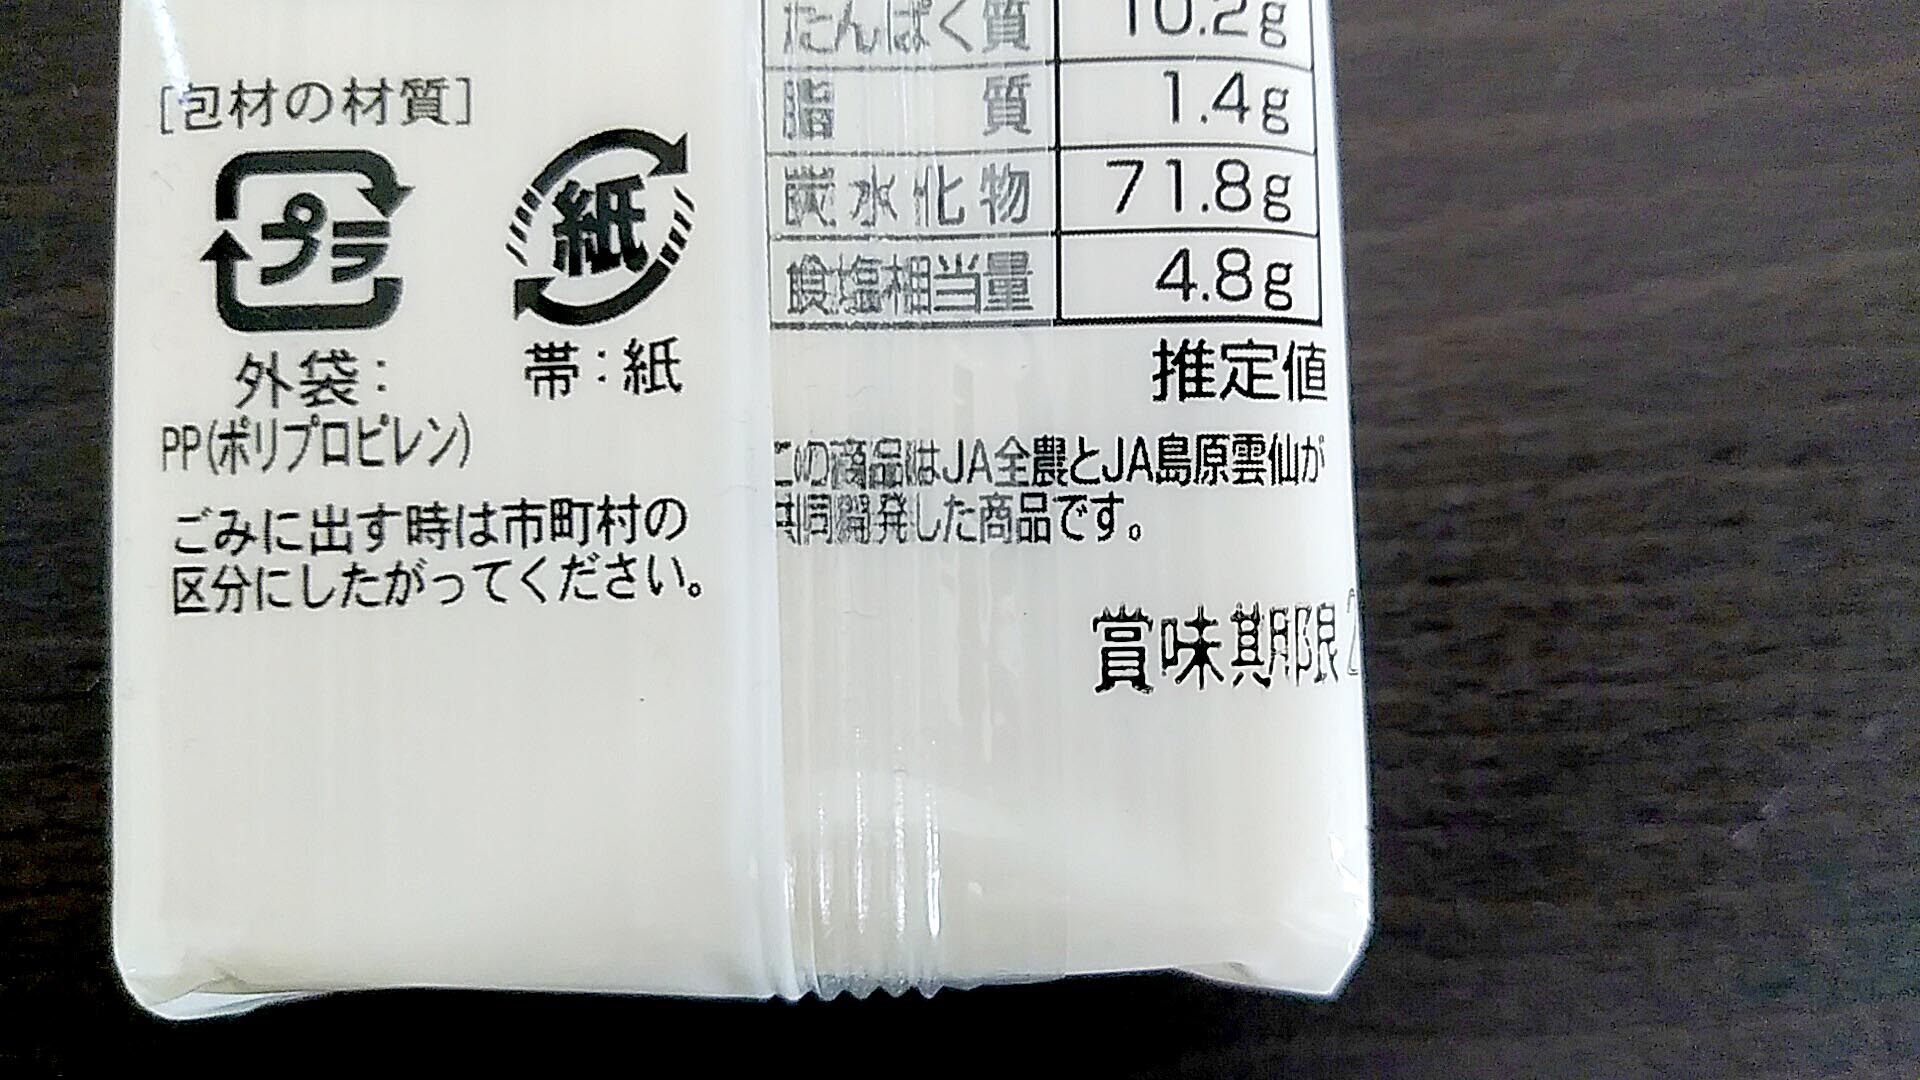 [包材の材質]
プラ
紙
外袋：
帯：紙
PP(ポリプロピレン)
ごみに出す時は市町村の
区分にしたがってください。
たんぱく質 10.2g
脂質 1.4g
炭水化物 71.8g
食塩相当量 4.8g
推定値
この商品はJA全農とJA島原雲仙が
共同開発した商品です。
賞味期限2